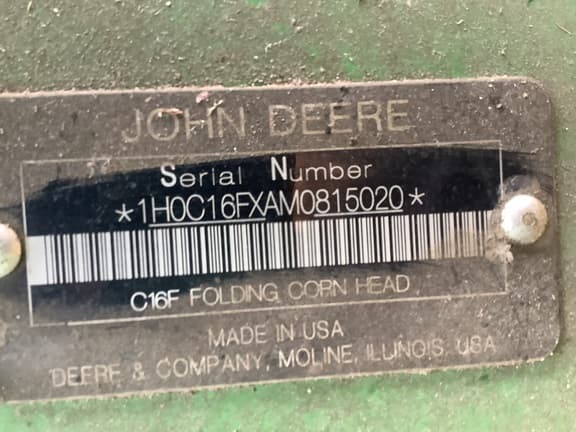 JOHN DEERE
Serial Number
*1H0C16FXAM0815020*
C16F FOLDING CORN HEAD
MADE IN USA
DEERE & COMPANY, MOLINE, ILLINOIS, USA